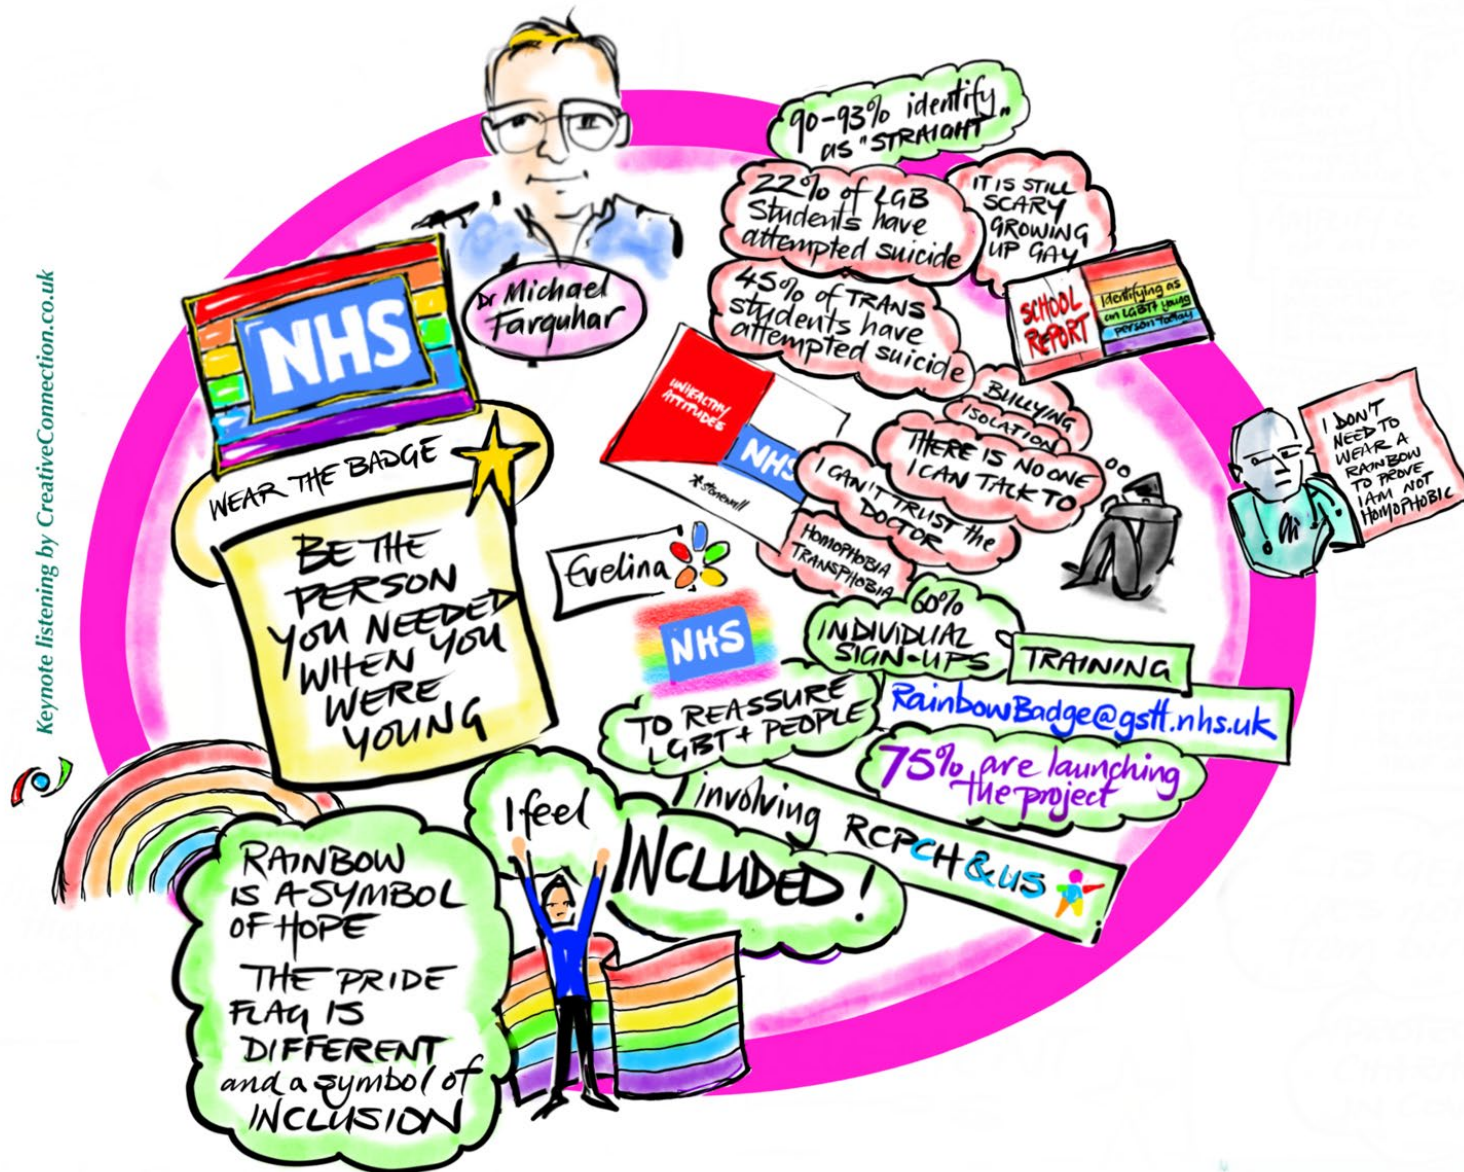 Keynote listening by CreativeConnection.co.uk
Dr Michael
Farquhar
90-93% identify
as "STRAIGHT"
22% of LGB
Students have
attempted suicide
IT IS STILL
SCARY
GROWING
UP GAY
45% of TRANS
students have
attempted suicide
SCHOOL
REPORT
Identifying as
an LGBT+ young
person today
NHS
WEAR THE BADGE
BE THE
PERSON
YOU NEEDED
WHEN YOU
WERE
YOUNG
UNHEALTHY
ATTITUDES
NHS
stonewall
BULLYING
ISOLATION
THERE IS NO ONE
I CAN TALK TO
I CAN'T TRUST the
DOCTOR
HOMOPHOBIA
TRANSPHOBIA
I DON'T
NEED TO
WEAR A
RAINBOW
TO PROVE
I AM NOT
HOMOPHOBIC
Evelina
NHS
TO REASSURE
LGBT+ PEOPLE
60%
INDIVIDUAL
SIGN-UPS
TRAINING
RainbowBadge@gstt.nhs.uk
75% are launching
the project
involving RCPCH &US
I feel
INCLUDED!
RAINBOW
IS A SYMBOL
OF HOPE
THE PRIDE
FLAG IS
DIFFERENT
and a symbol of
INCLUSION